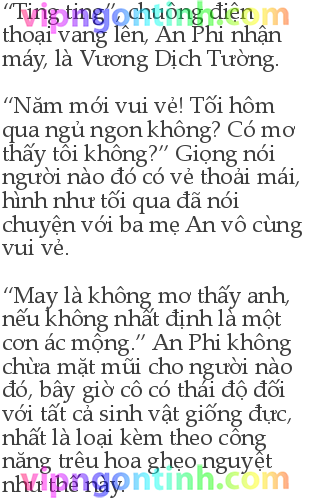 “Ting ting”, chuông điện
thoại vang lên, An Phi nhận
máy, là Vương Dịch Tường.
“Năm mới vui vẻ! Tối hôm
qua ngủ ngon không? Có mơ
thấy tôi không?” Giọng nói
người nào đó có vẻ thoải mái,
hình như tối qua đã nói
chuyện với ba mẹ An vô cùng
vui vẻ.
“May là không mơ thấy anh,
nếu không nhất định là một
cơn ác mộng.” An Phi không
chừa mặt mũi cho người nào
đó, bây giờ cô có thái độ đối
với tất cả sinh vật giống đực,
nhất là loại kèm theo công
năng trêu hoa ghẹo nguyệt
như thế này.
vipngontinh.com
vipngontinh.com